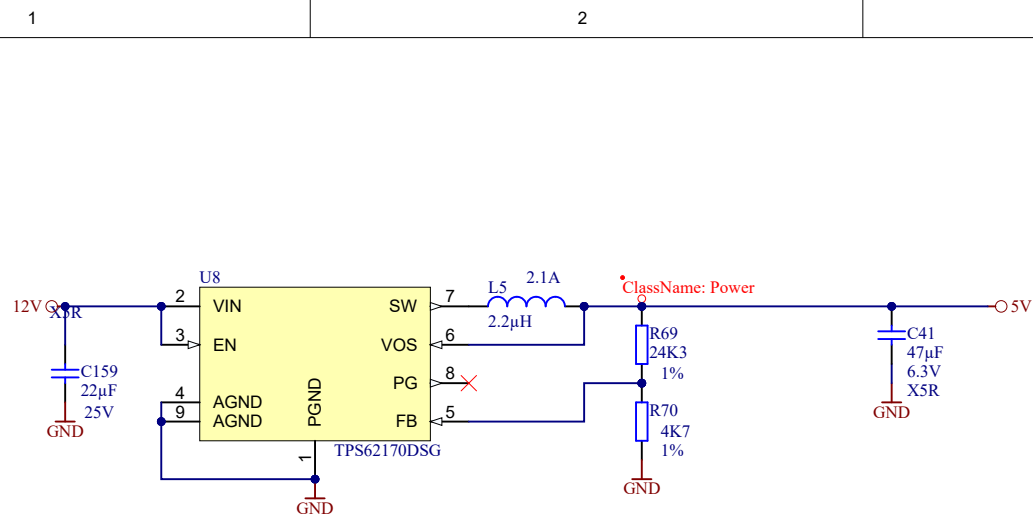 1
2
U8
L5
2.1A
2.2µH
ClassName: Power
12V
X5R
5V
2
VIN
SW
7
3
EN
VOS
6
PG
8
4
AGND
9
AGND
PGND
FB
5
1
TPS62170DSG
C159
22µF
25V
GND
R69
24K3
1%
R70
4K7
1%
GND
C41
47µF
6.3V
X5R
GND
GND